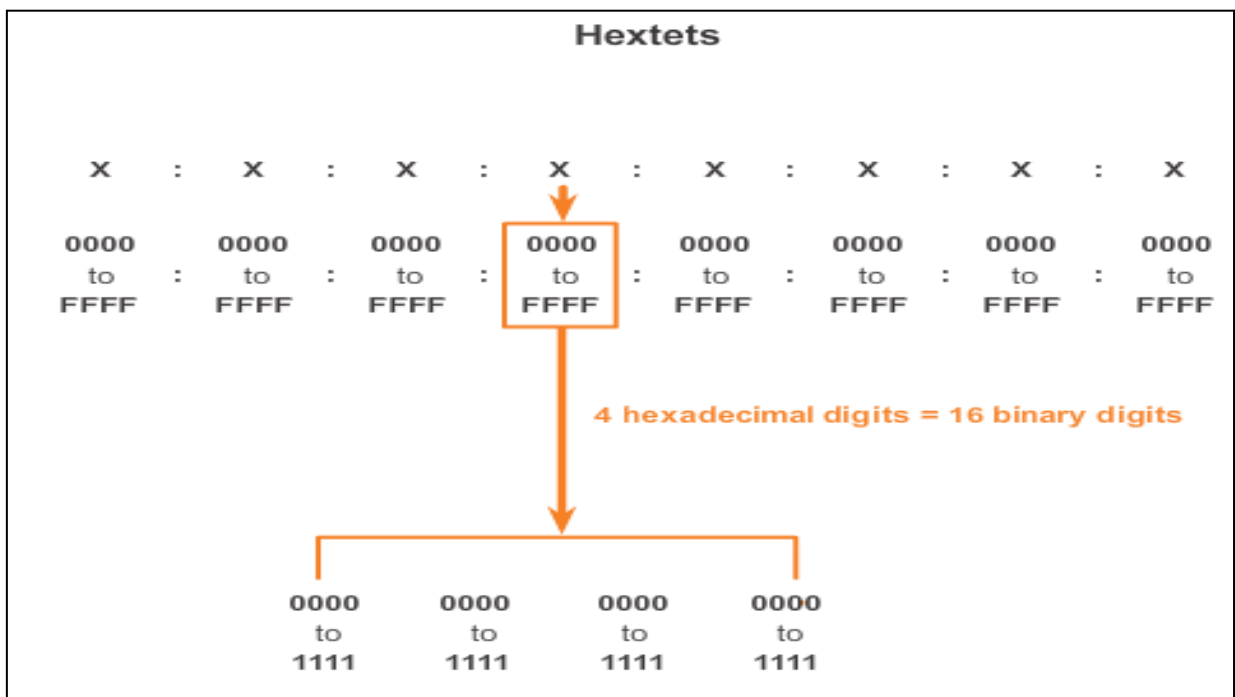 Hextets
X : X : X : X : X : X : X : X
0000 0000 0000 0000 0000 0000 0000 0000
to : to : to : to : to : to : to : to
FFFF FFFF FFFF FFFF FFFF FFFF FFFF FFFF
4 hexadecimal digits = 16 binary digits
0000 0000 0000 0000
to to to to
1111 1111 1111 1111